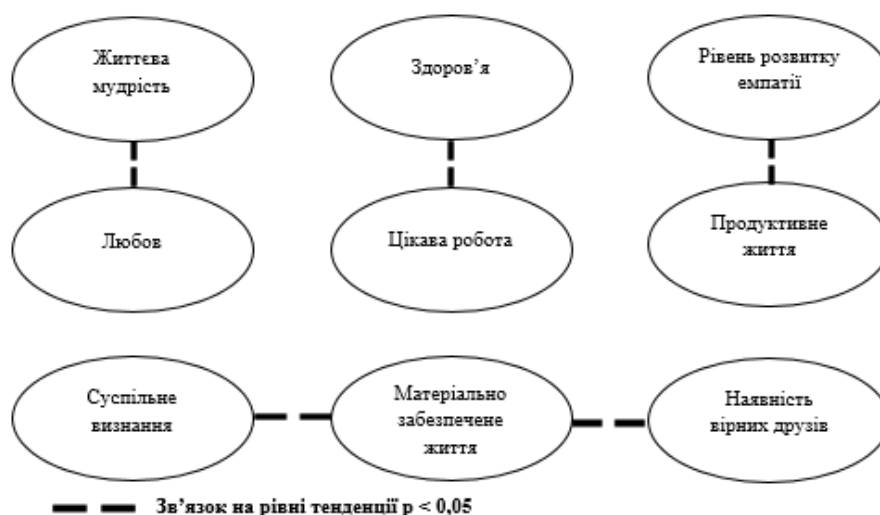 Життєва
мудрість
Здоров’я
Рівень розвитку
емпатії
Любов
Цікава робота
Продуктивне
життя
Суспільне
визнання
Матеріально
забезпечене
життя
Наявність
вірних друзів
Зв’язок на рівні тенденції p < 0,05